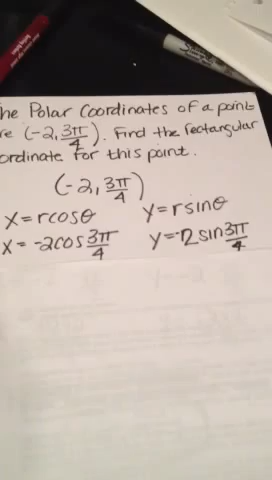 he Polar Coordinates of a point
re (-2, 3π/4). Find the rectangular
ordinate for this point.
(-2, 3π/4)
x=rcosθ y=rsinθ
x=-2cos 3π/4 y=-2sin 3π/4